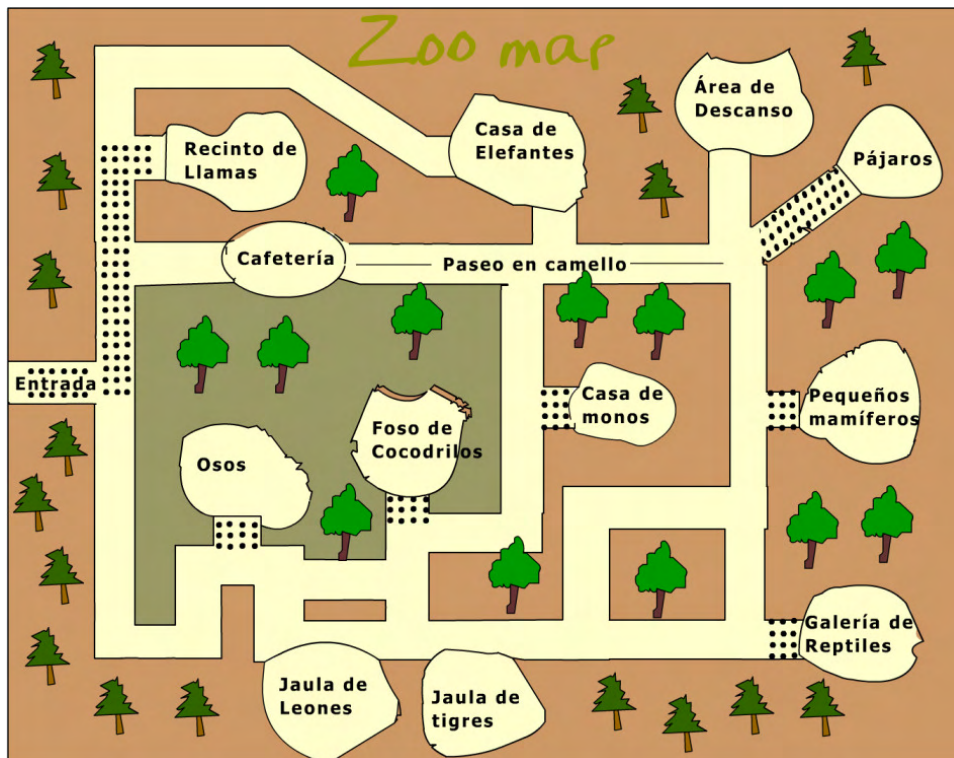 Zoo map
Área de
Descanso
Casa de
Elefantes
Recinto de
Llamas
Pájaros
Cafetería
Paseo en camello
Entrada
Casa de
monos
Pequeños
mamíferos
Foso de
Cocodrilos
Osos
Galería de
Reptiles
Jaula de
Leones
Jaula de
tigres